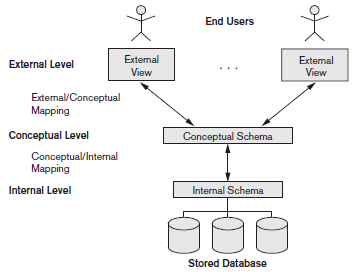 End Users
External Level
External
View
. . .
External
View
External/Conceptual
Mapping
Conceptual Level
Conceptual Schema
Conceptual/Internal
Mapping
Internal Level
Internal Schema
Stored Database